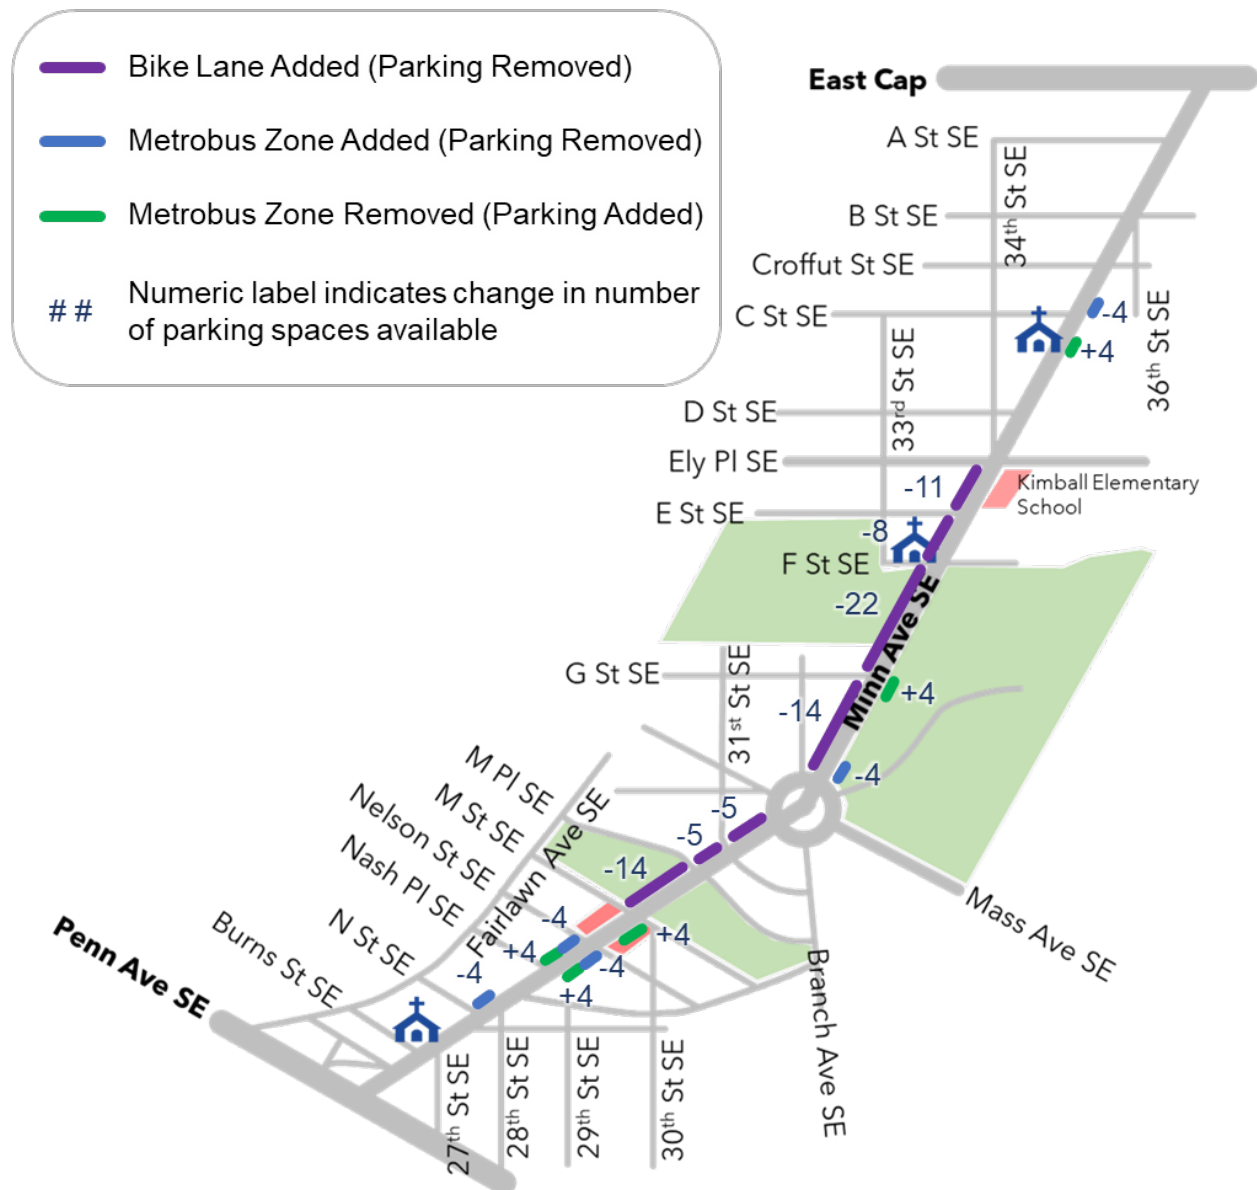 Bike Lane Added (Parking Removed)
Metrobus Zone Added (Parking Removed)
Metrobus Zone Removed (Parking Added)
# # Numeric label indicates change in number
of parking spaces available
East Cap
A St SE
34th St SE
B St SE
Croffut St SE
C St SE
-4
+4
36th St SE
33rd St SE
D St SE
Ely Pl SE
-11
Kimball Elementary
School
E St SE
-8
F St SE
-22
Minn Ave SE
G St SE
31st St SE
+4
-14
-4
M Pl SE
M St SE
Nelson St SE
Nash Pl SE
Fairlawn Ave SE
-5
-5
-14
Mass Ave SE
-4
+4
+4
-4
-4
+4
N St SE
Burns St SE
Penn Ave SE
Branch Ave SE
27th St SE
28th St SE
29th St SE
30th St SE